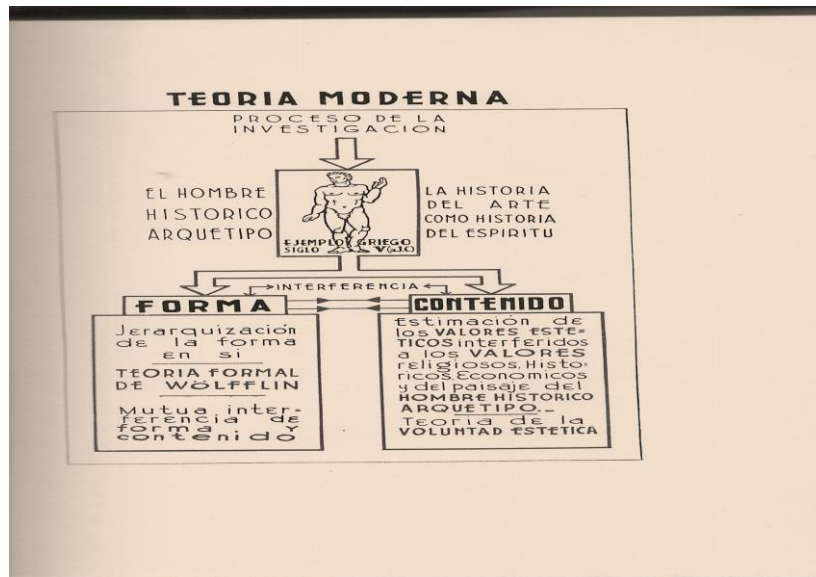 TEORIA MODERNA
PROCESO DE LA
INVESTIGACION
EL HOMBRE
HISTORICO
ARQUETIPO
EJEMPLO GRIEGO
SIGLO V (a.J.C)
LA HISTORIA
DEL ARTE
COMO HISTORIA
DEL ESPIRITU
INTERFERENCIA
FORMA
Jerarquización
de la forma
en si
TEORIA FORMAL
DE WÖLFFLIN
Mutua inter-
ferencia de
forma y
contenido
CONTENIDO
Estimación de
los VALORES ESTE-
TICOS interferidos
a los VALORES
religiosos, Histo-
ricos, Economicos
y del paisaje del
HOMBRE HISTORICO
ARQUETIPO._
Teoria de la
VOLUNTAD ESTETICA